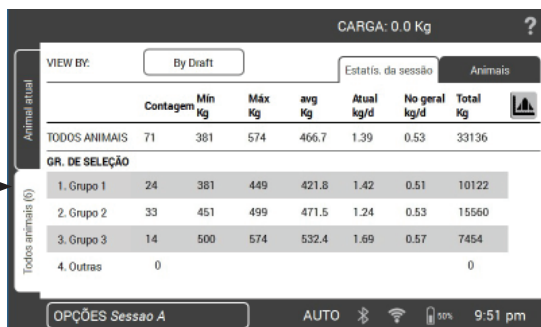 CARGA: 0.0 Kg ?
VIEW BY: By Draft Estatís. da sessão Animais
Contagem Mín Kg Máx Kg avg Kg Atual kg/d No geral kg/d Total Kg
TODOS ANIMAIS 71 381 574 466.7 1.39 0.53 33136
GR. DE SELEÇÃO
1. Grupo 1 24 381 449 421.8 1.42 0.51 10122
2. Grupo 2 33 451 499 471.5 1.24 0.53 15560
3. Grupo 3 14 500 574 532.4 1.69 0.57 7454
4. Outras 0 0
Animal atual
Todos animais (6)
OPÇÕES Sessao A AUTO 50% 9:51 pm